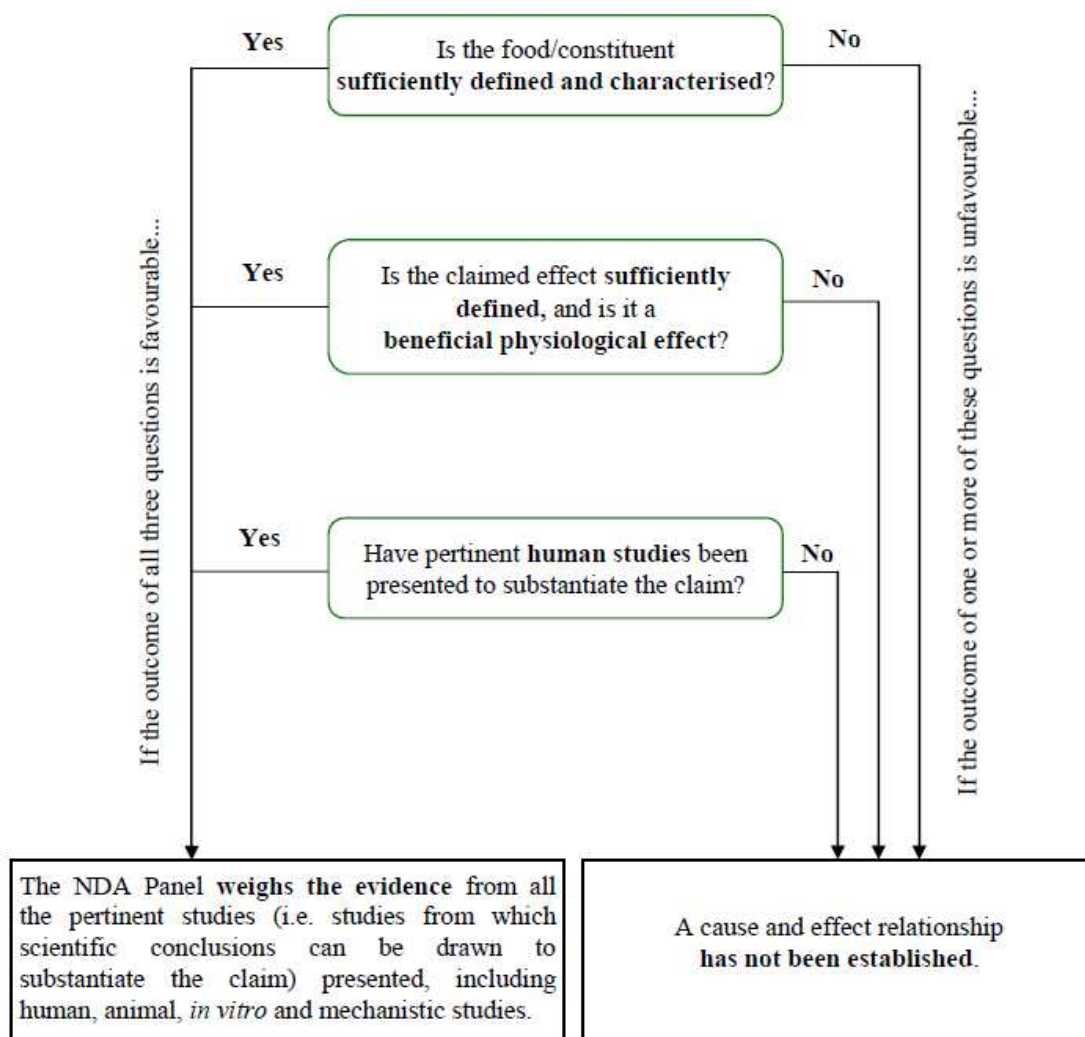 Yes
Is the food/constituent
sufficiently defined and characterised?
No
Yes
Is the claimed effect sufficiently
defined, and is it a
beneficial physiological effect?
No
Yes
Have pertinent human studies been
presented to substantiate the claim?
No
If the outcome of all three questions is favourable...
If the outcome of one or more of these questions is unfavourable...
The NDA Panel weighs the evidence from all
the pertinent studies (i.e. studies from which
scientific conclusions can be drawn to
substantiate the claim) presented, including
human, animal, in vitro and mechanistic studies.
A cause and effect relationship
has not been established.